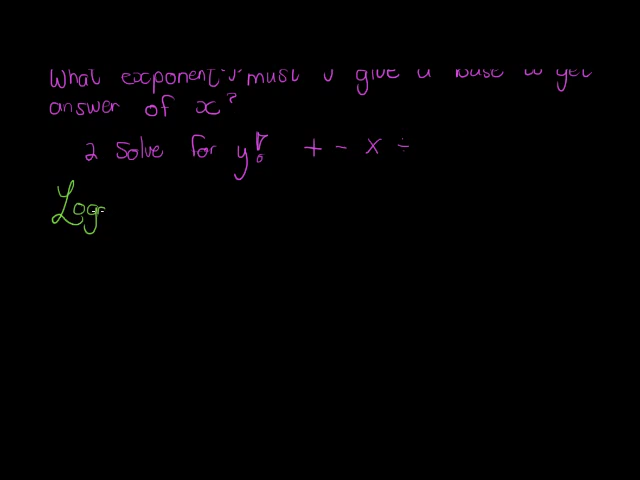 What exponent y must I give a base to get
answer of x?
2 Solve for y! + - x ÷
Log